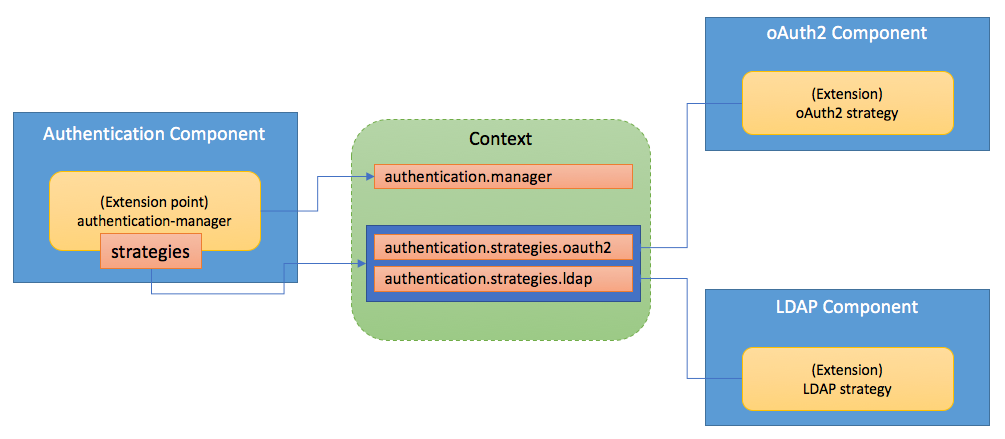 Authentication Component
(Extension point)
authentication-manager
strategies
Context
authentication.manager
authentication.strategies.oauth2
authentication.strategies.ldap
oAuth2 Component
(Extension)
oAuth2 strategy
LDAP Component
(Extension)
LDAP strategy